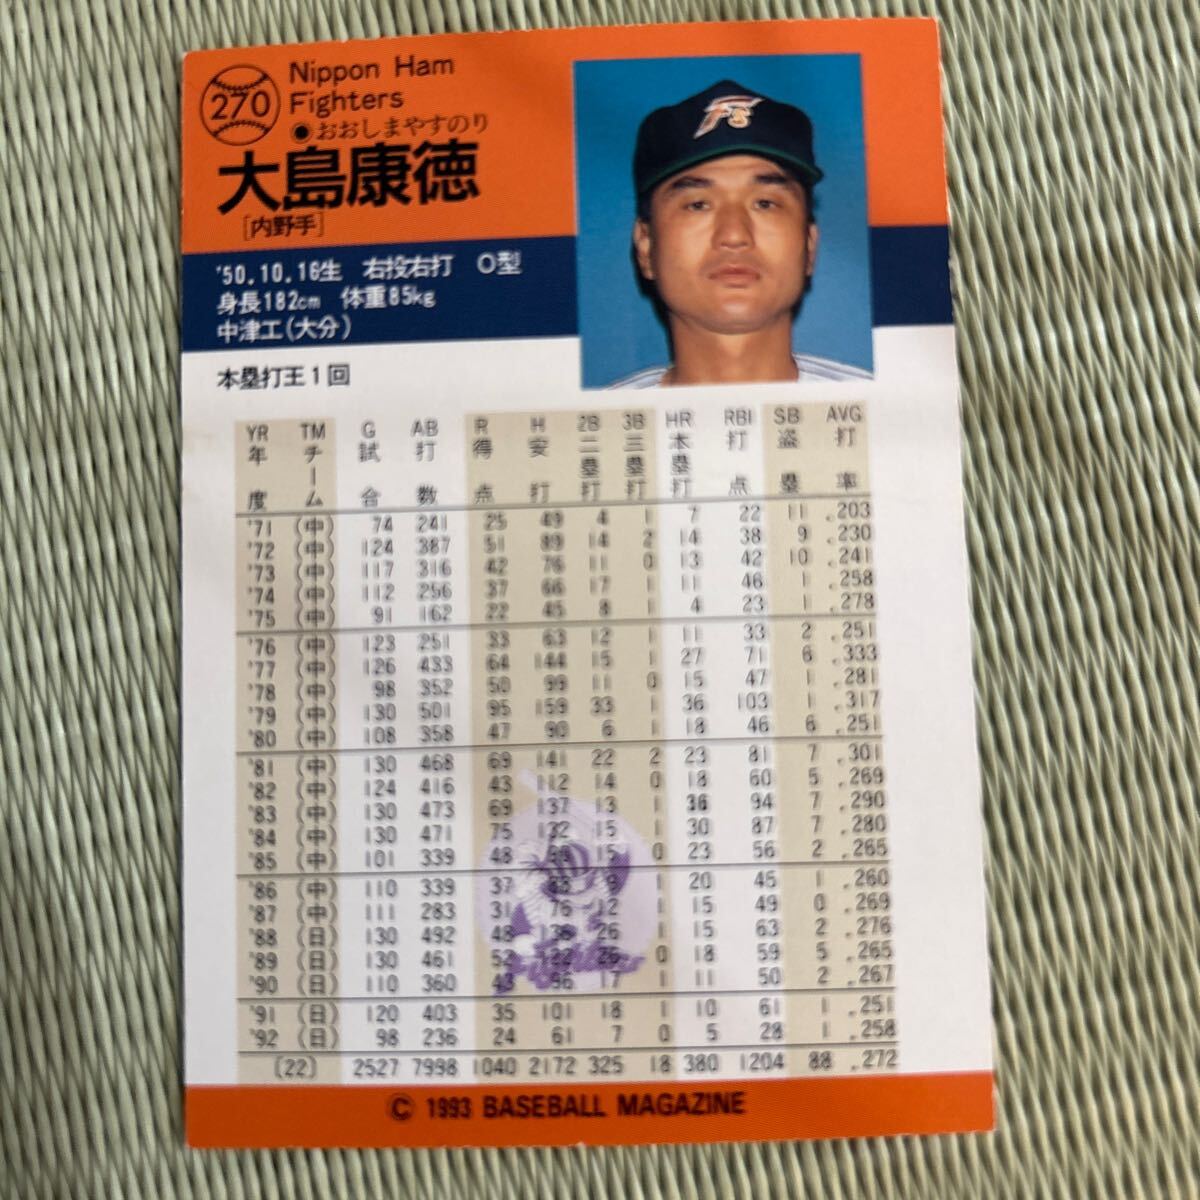 270
Nippon Ham
Fighters
●おおしまやすのり
大島康徳
[内野手]
Fs
'50.10.16生 右投右打 O型
身長182cm 体重85kg
中津工(大分)
本塁打王1回
YR TM G AB R H 2B 3B HR RBI SB AVG
年度 チーム 試合 打数 得点 安打 二塁打 三塁打 本塁打 打点 盗塁 打率
'71 (中) 74 241 25 49 4 1 7 22 11 .203
'72 (中) 124 387 51 89 14 2 14 38 9 .230
'73 (中) 117 316 42 76 11 0 13 42 10 .241
'74 (中) 112 256 37 66 17 1 11 46 1 .258
'75 (中) 91 162 22 45 8 1 4 23 1 .278
'76 (中) 123 251 33 63 12 1 11 33 2 .251
'77 (中) 126 433 64 144 15 1 27 71 6 .333
'78 (中) 98 352 50 99 11 0 15 47 1 .281
'79 (中) 130 501 95 159 33 1 36 103 1 .317
'80 (中) 108 358 47 90 6 1 18 46 6 .251
'81 (中) 130 468 69 141 22 2 23 81 7 .301
'82 (中) 124 416 43 112 14 0 18 60 5 .269
'83 (中) 130 473 69 137 13 1 36 94 7 .290
'84 (中) 130 471 75 132 15 1 30 87 7 .280
'85 (中) 101 339 48 15 0 23 56 2 .265
'86 (中) 110 339 37 88 9 1 20 45 1 .260
'87 (中) 111 283 31 76 12 1 15 49 0 .269
'88 (日) 130 492 48 136 26 1 15 63 2 .276
'89 (日) 130 461 52 122 26 0 18 59 5 .265
'90 (日) 110 360 43 96 17 1 11 50 2 .267
'91 (日) 120 403 35 101 18 1 10 61 1 .251
'92 (日) 98 236 24 61 7 0 5 28 1 .258
[22] 2527 7998 1040 2172 325 18 380 1204 88 .272
© 1993 BASEBALL MAGAZINE